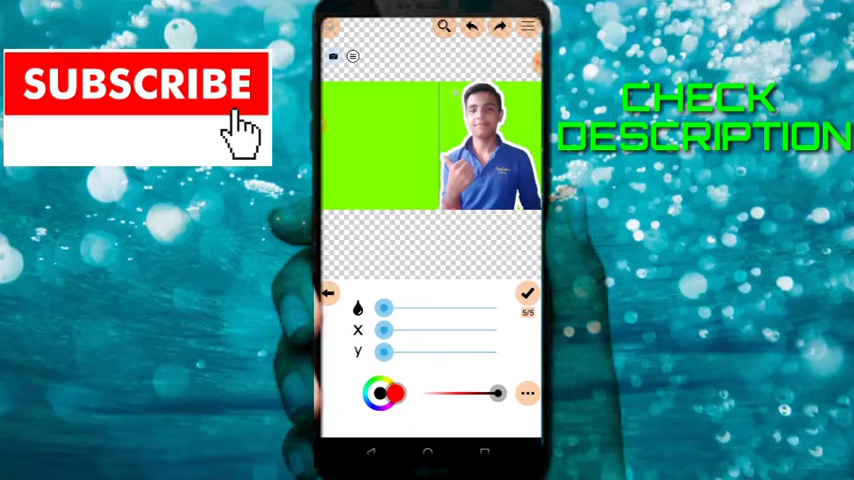 SUBSCRIBE
CHECK
DESCRIPTION
x
y
5/5